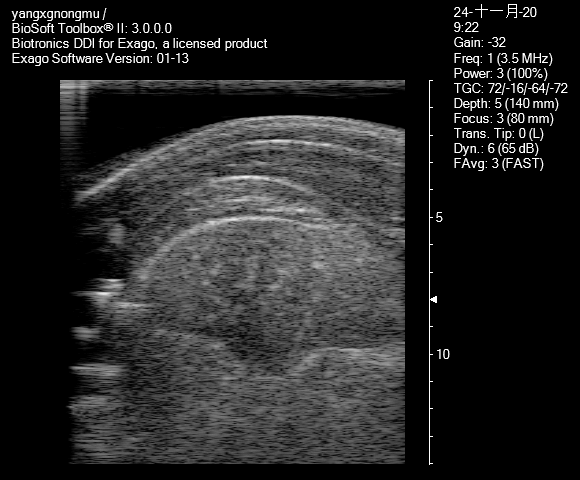 yangxgnongmu /
BioSoft Toolbox® II: 3.0.0.0
Biotronics DDI for Exago, a licensed product
Exago Software Version: 01-13
24-十一月-20
9:22
Gain: -32
Freq: 1 (3.5 MHz)
Power: 3 (100%)
TGC: 72/-16/-64/-72
Depth: 5 (140 mm)
Focus: 3 (80 mm)
Trans. Tip: 0 (L)
Dyn.: 6 (65 dB)
FAvg: 3 (FAST)
5
10